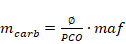 m_carb = ø/PCO · maf